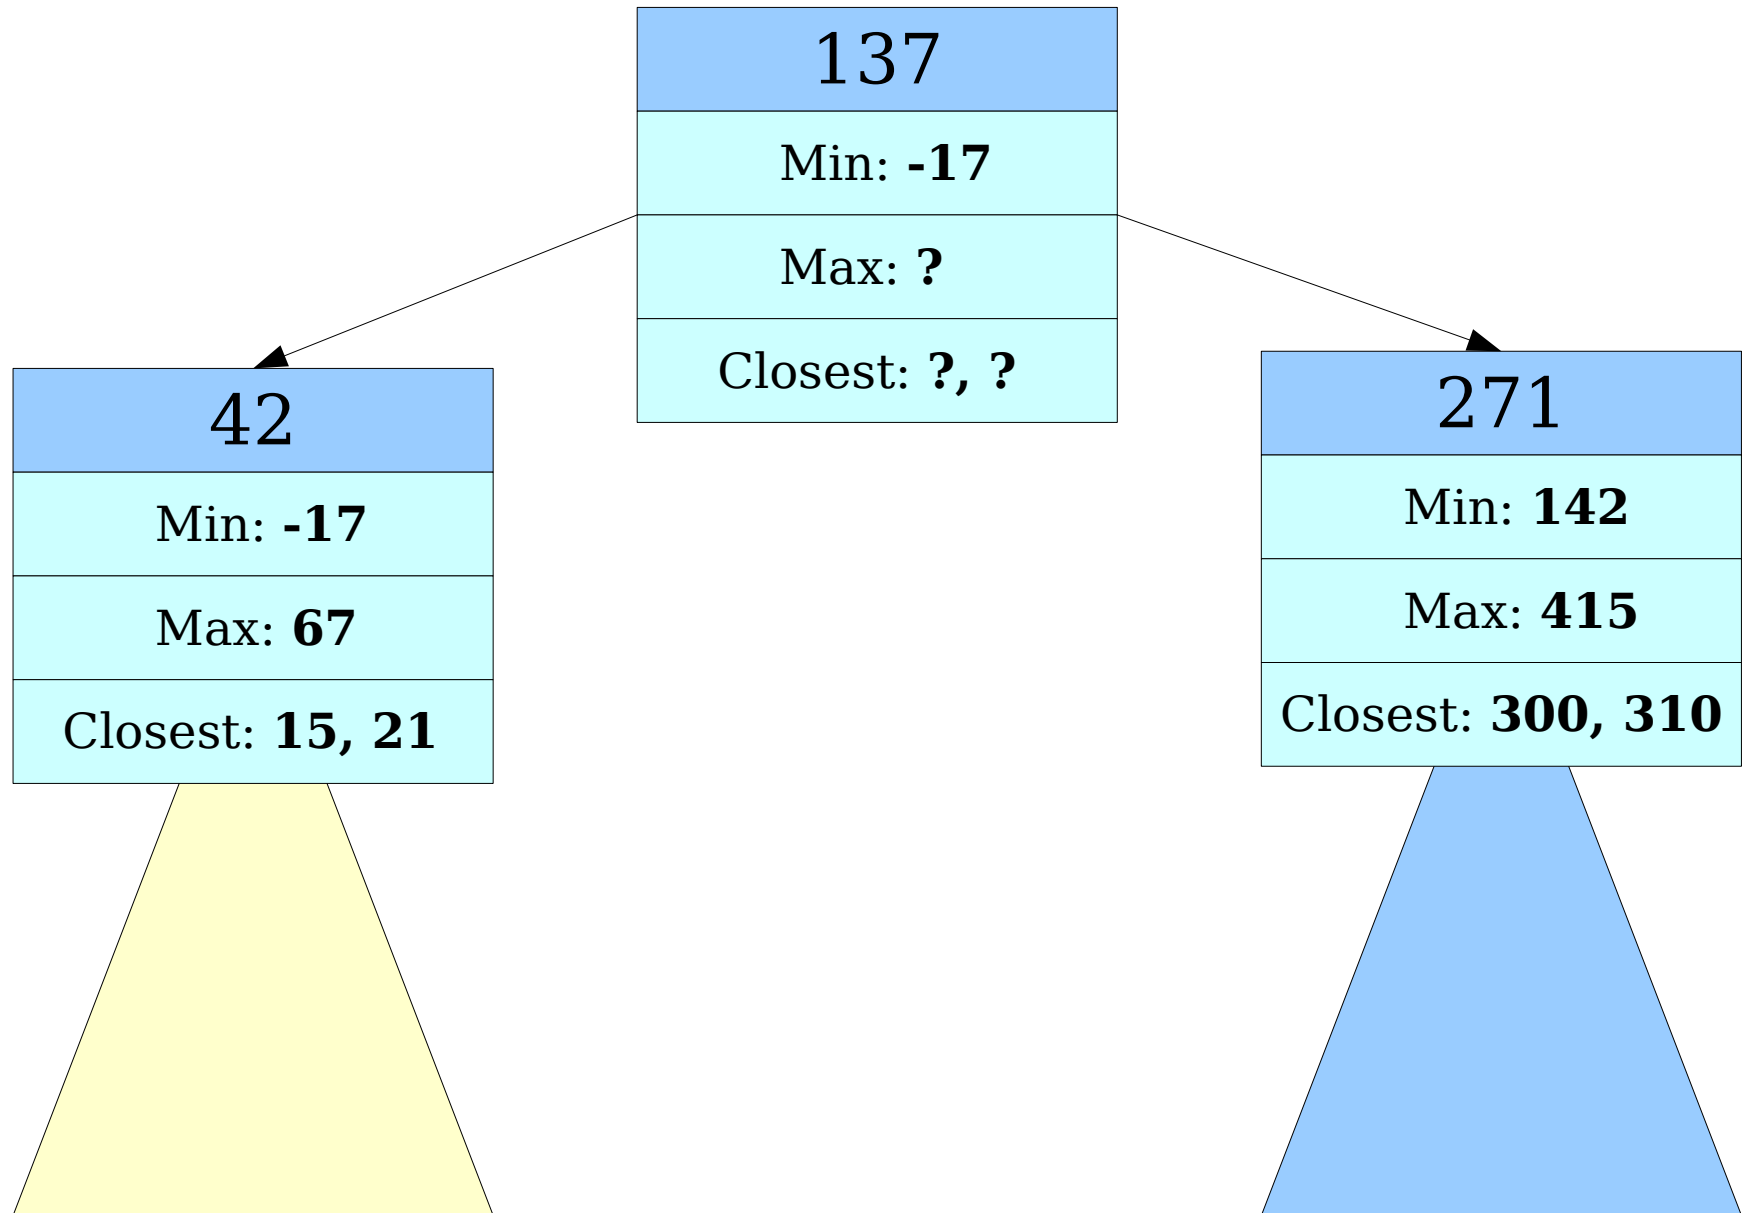 137
Min: -17
Max: ?
Closest: ?, ?
42
Min: -17
Max: 67
Closest: 15, 21
271
Min: 142
Max: 415
Closest: 300, 310